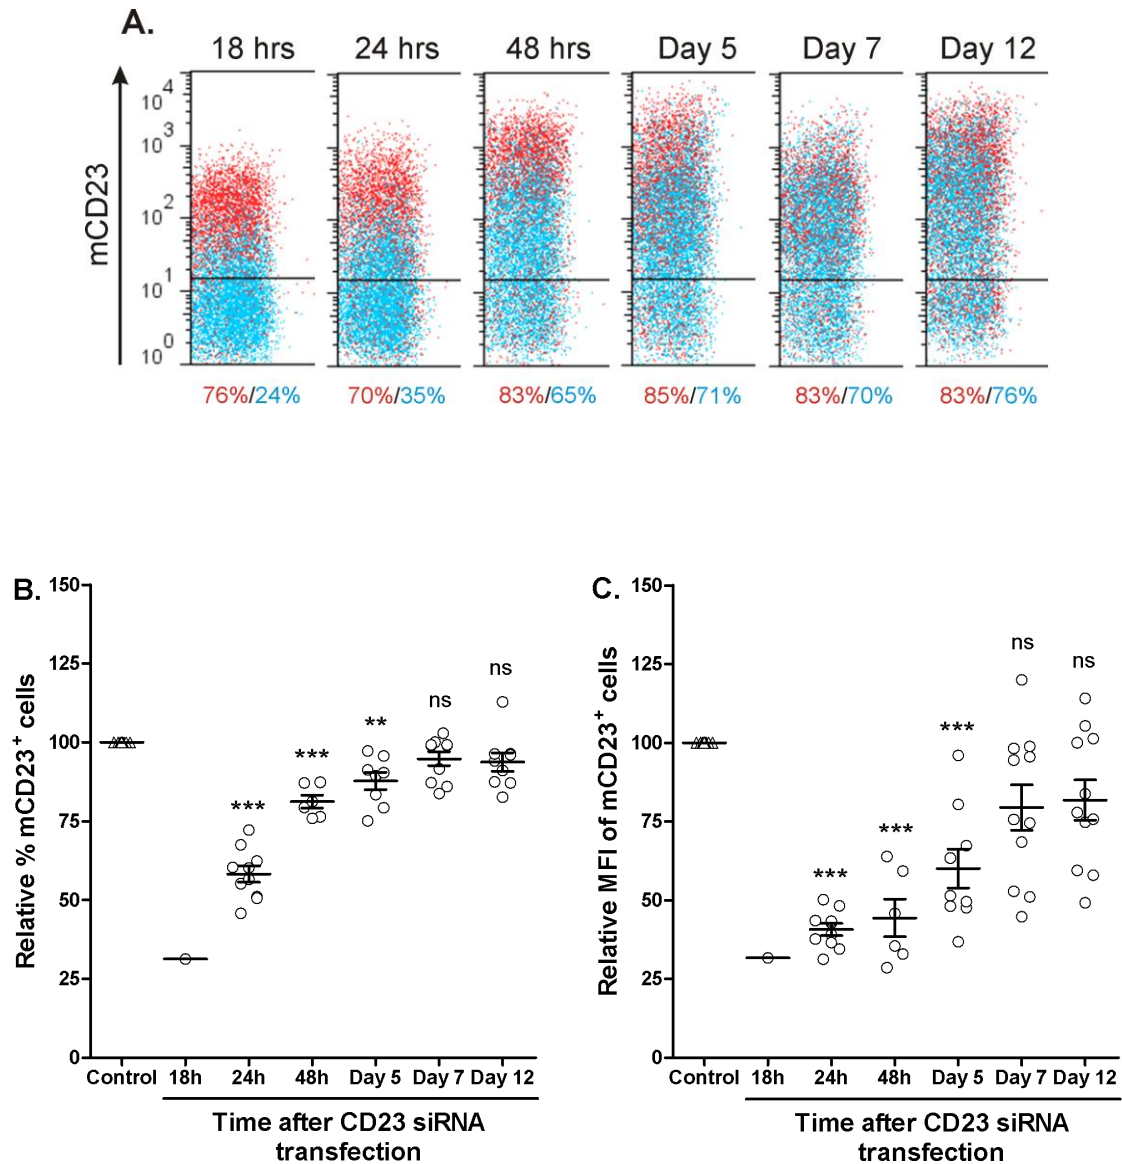 A.
18 hrs 24 hrs 48 hrs Day 5 Day 7 Day 12
mCD23
10^4
10^3
10^2
10^1
10^0
76%/24% 70%/35% 83%/65% 85%/71% 83%/70% 83%/76%
B.
Relative % mCD23^+ cells
150
125
100
75
50
25
0
***
***
**
ns
ns
Control 18h 24h 48h Day 5 Day 7 Day 12
Time after CD23 siRNA
transfection
C.
Relative MFI of mCD23^+ cells
150
125
100
75
50
25
0
***
***
***
ns
ns
Control 18h 24h 48h Day 5 Day 7 Day 12
Time after CD23 siRNA
transfection